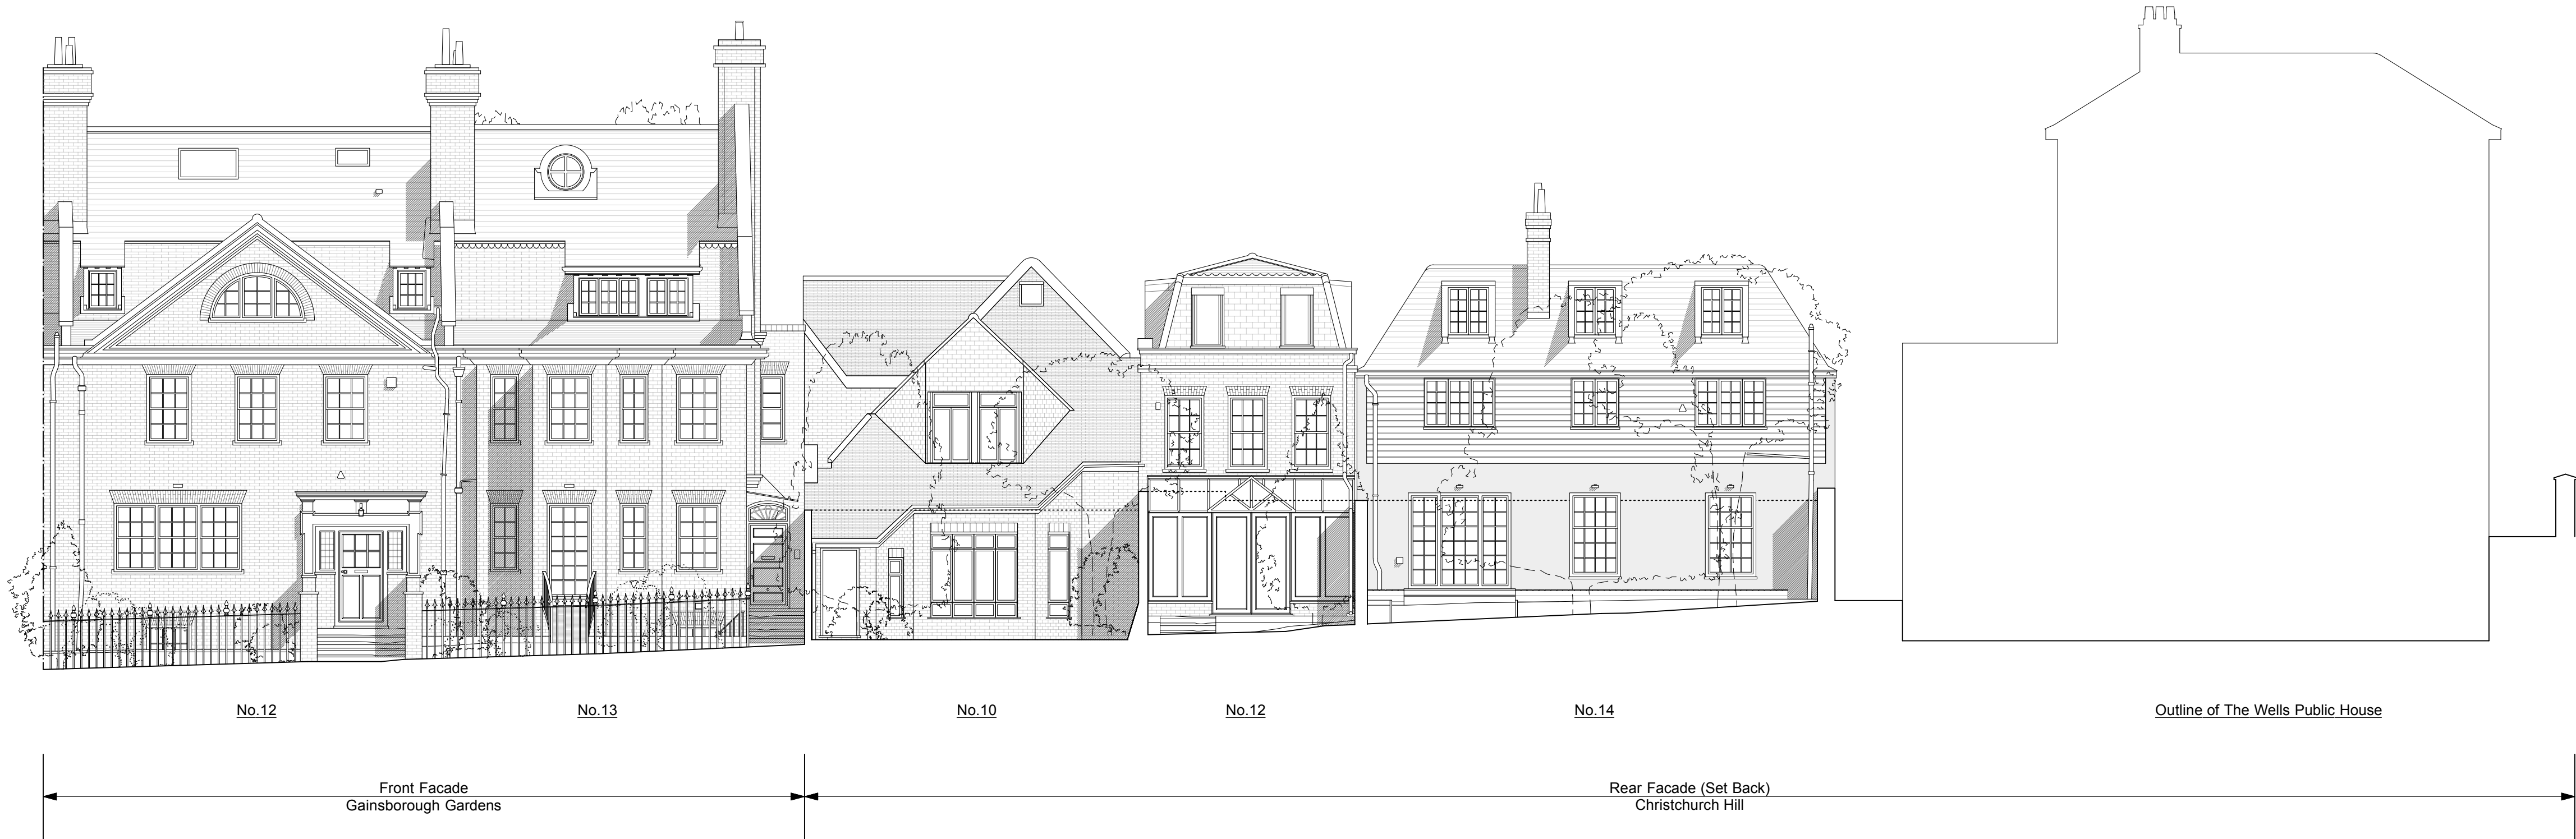 No.12
No.13
No.10
No.12
No.14
Outline of The Wells Public House
Front Facade
Gainsborough Gardens
Rear Facade (Set Back)
Christchurch Hill